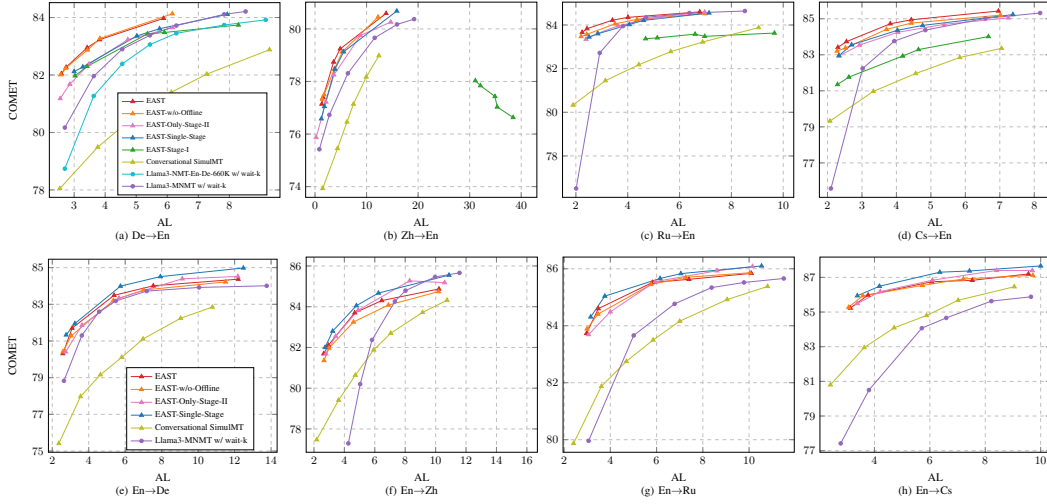 COMET
84
82
80
78
3
4
5
6
7
8
9
AL
EAST
EAST-w/o-Offline
EAST-Only-Stage-II
EAST-Single-Stage
EAST-Stage-I
Conversational SimulMT
Llama3-NMT-En-De-660K w/ wait-k
Llama3-MNMT w/ wait-k
(a) De→En
80
78
76
74
0
10
20
30
40
AL
(b) Zh→En
84
82
80
78
76
2
4
6
8
10
AL
(c) Ru→En
85
83
81
79
77
75
2
3
4
5
6
7
8
AL
(d) Cs→En
COMET
85
83
81
79
77
75
2
4
6
8
10
12
14
AL
EAST
EAST-w/o-Offline
EAST-Only-Stage-II
EAST-Single-Stage
Conversational SimulMT
Llama3-MNMT w/ wait-k
(e) En→De
86
84
82
80
78
2
4
6
8
10
12
AL
(f) En→Zh
86
84
82
80
2
4
6
8
10
AL
(g) En→Ru
87
85
83
81
79
77
4
6
8
10
AL
(h) En→Cs